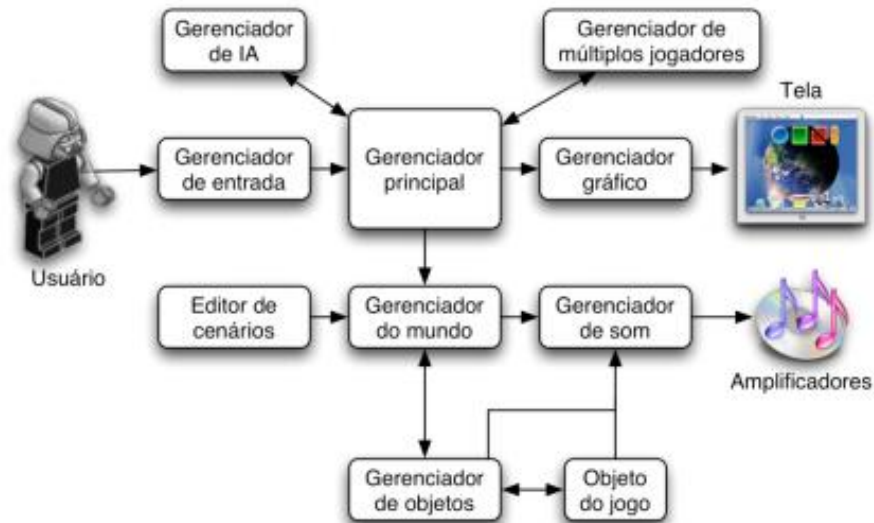 Gerenciador
de IA
Gerenciador de
múltiplos jogadores
Tela
Gerenciador
de entrada
Gerenciador
principal
Gerenciador
gráfico
Usuário
Editor de
cenários
Gerenciador
do mundo
Gerenciador
de som
Amplificadores
Gerenciador
de objetos
Objeto
do jogo